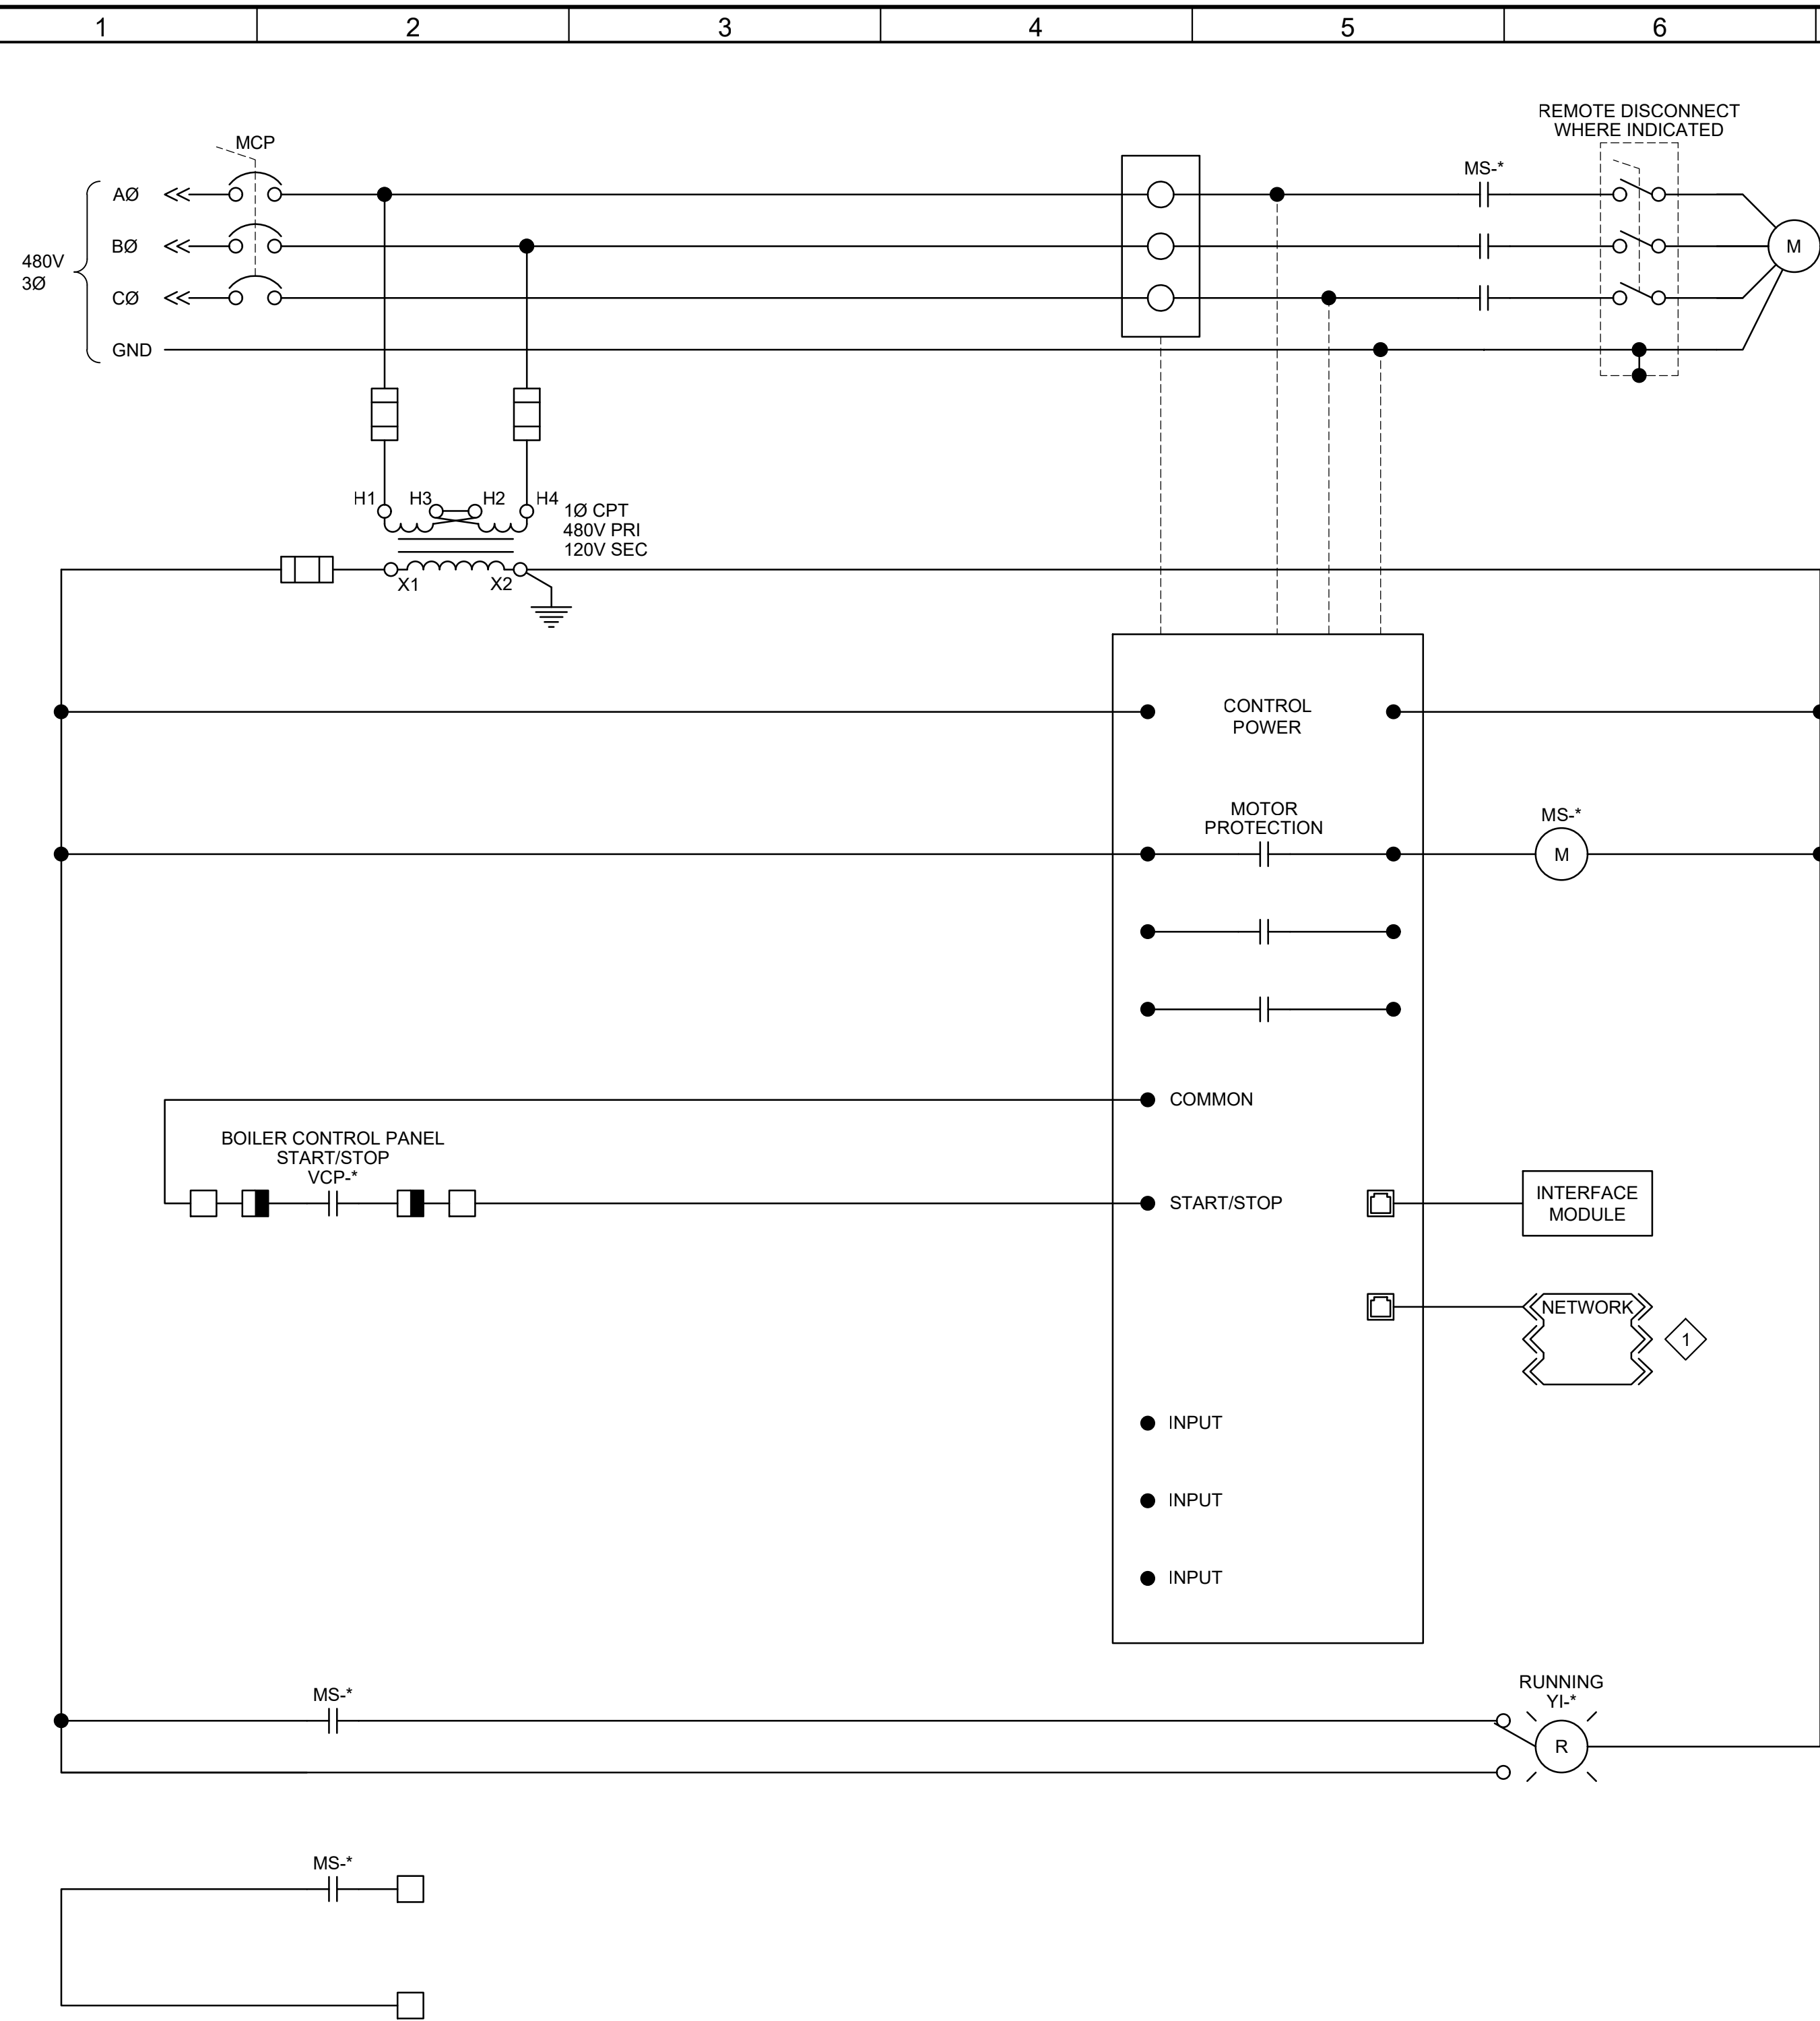 1
2
3
4
5
6
REMOTE DISCONNECT
WHERE INDICATED
MCP
MS-*
AØ
BØ
M
480V
3Ø
CØ
GND
H1
H3
H2
H4
1Ø CPT
480V PRI
120V SEC
X1
X2
CONTROL
POWER
MOTOR
PROTECTION
MS-*
M
COMMON
BOILER CONTROL PANEL
START/STOP
VCP-*
START/STOP
INTERFACE
MODULE
NETWORK
1
INPUT
INPUT
INPUT
MS-*
RUNNING
YI-*
R
MS-*